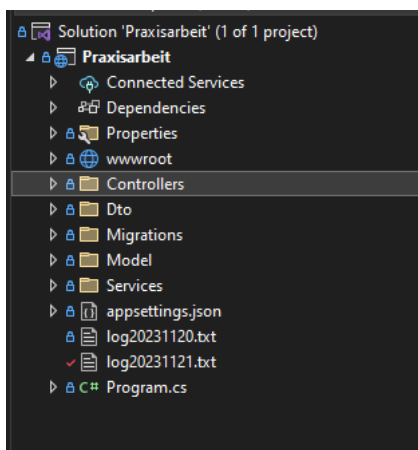 Solution 'Praxisarbeit' (1 of 1 project)
Praxisarbeit
Connected Services
Dependencies
Properties
wwwroot
Controllers
Dto
Migrations
Model
Services
appsettings.json
log20231120.txt
log20231121.txt
C# Program.cs